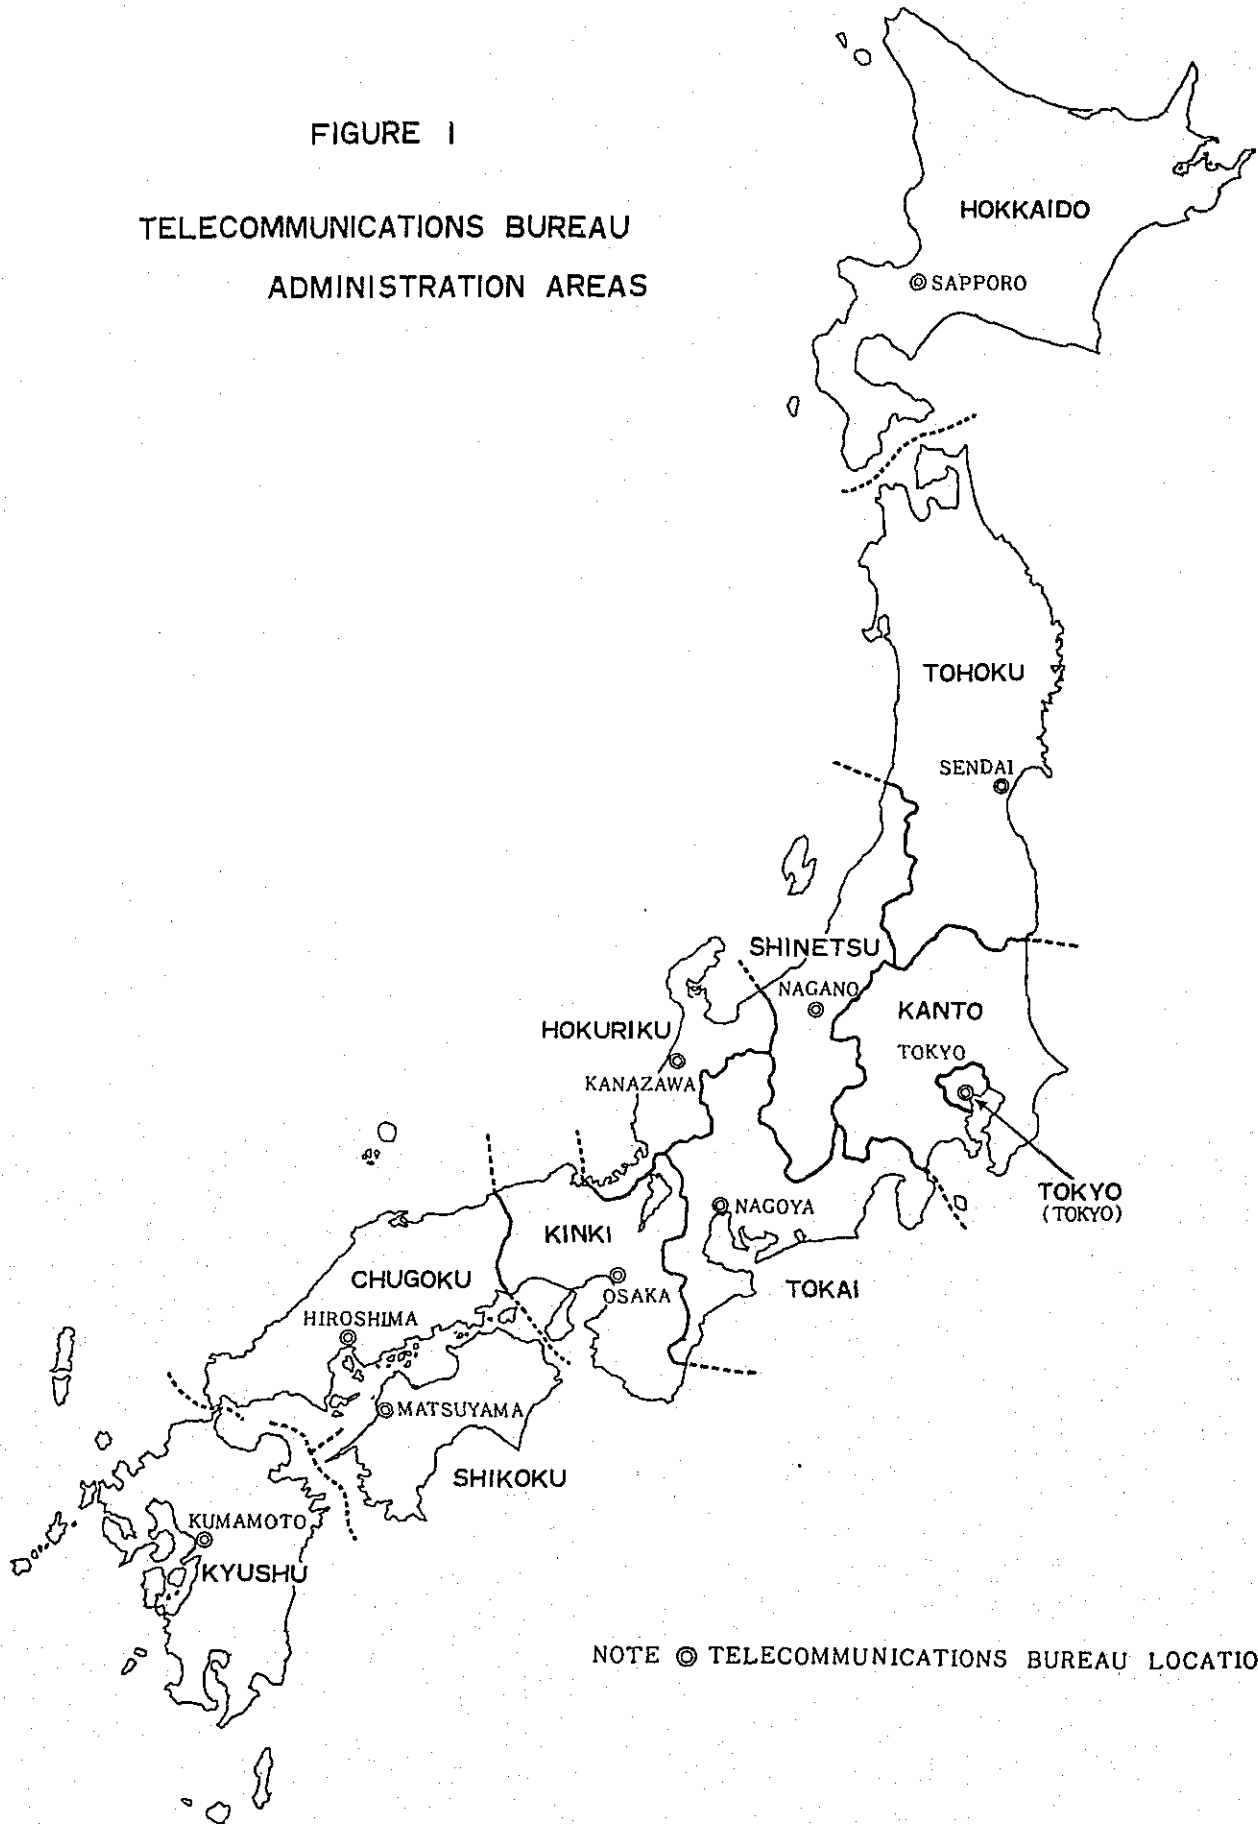 FIGURE 1
TELECOMMUNICATIONS BUREAU
ADMINISTRATION AREAS
HOKKAIDO
◎ SAPPORO
TOHOKU
SENDAI
◎
SHINETSU
NAGANO
◎
KANTO
TOKYO
◎
HOKURIKU
◎
KANAZAWA
TOKYO
(TOKYO)
◎ NAGOYA
KINKI
CHUGOKU
◎
OSAKA
TOKAI
HIROSHIMA
◎
◎ MATSUYAMA
SHIKOKU
KUMAMOTO
◎
KYUSHU
NOTE ◎ TELECOMMUNICATIONS BUREAU LOCATIO